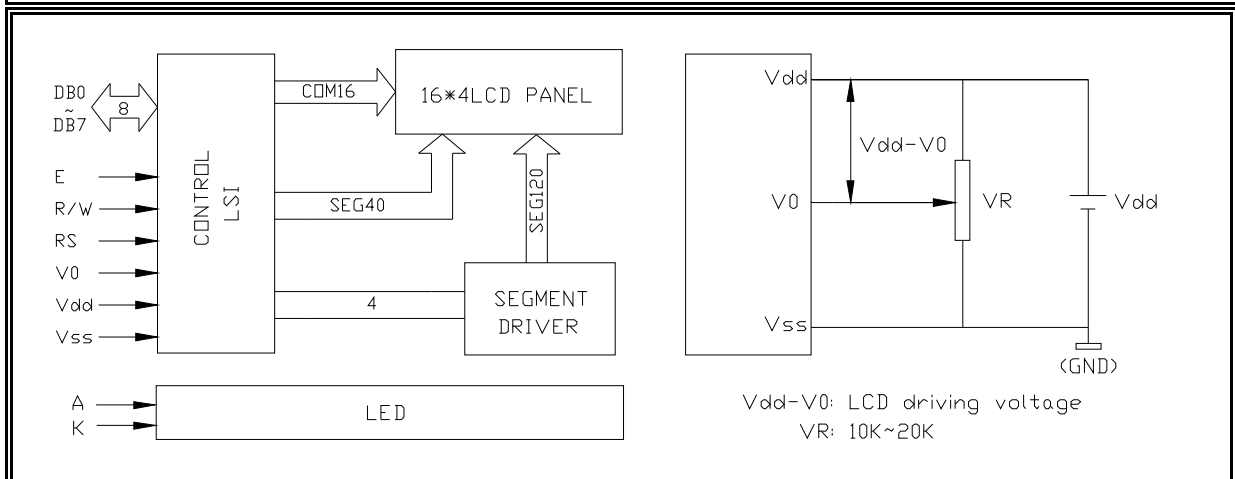 DB0
~
DB7
8
E
R/W
RS
V0
Vdd
Vss
CONTROL
LSI
COM16
16*4LCD PANEL
SEG40
SEG120
4
SEGMENT
DRIVER
A
K
LED
Vdd
Vdd-V0
V0
VR
Vdd
Vss
(GND)
Vdd-V0: LCD driving voltage
VR: 10K~20K